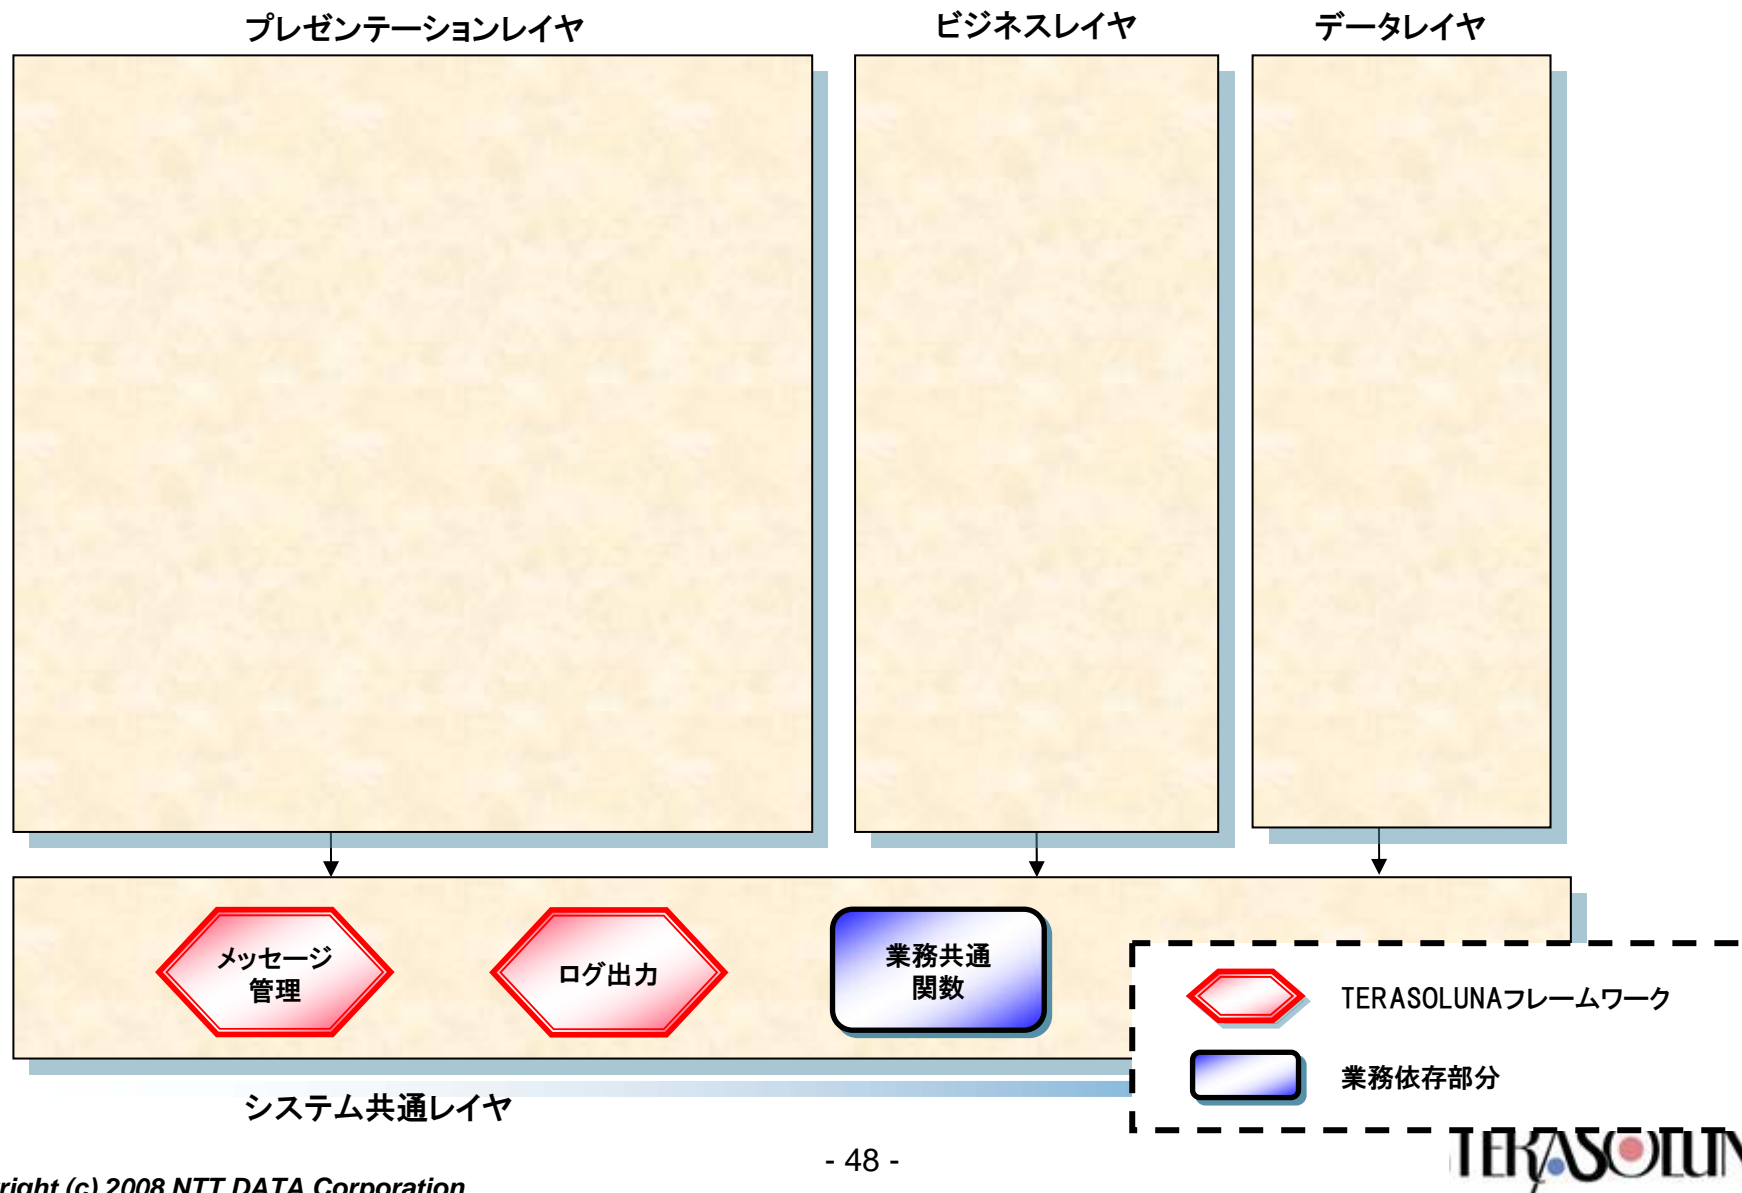 プレゼンテーションレイヤ
ビジネスレイヤ
データレイヤ
メッセージ
管理
ログ出力
業務共通
関数
TERASOLUNAフレームワーク
業務依存部分
システム共通レイヤ
- 48 -
right (c) 2008 NTT DATA Corporation
TERASOLUN